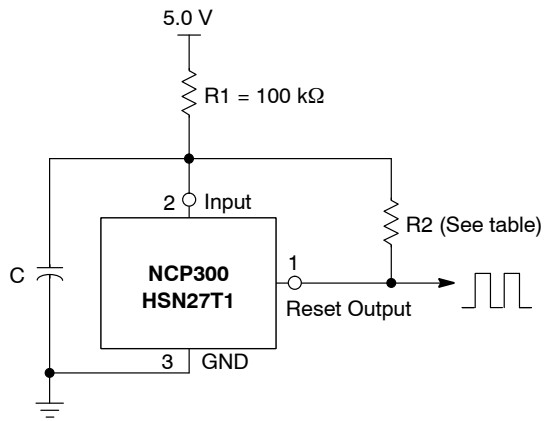 5.0 V
R1 = 100 kΩ
2
Input
R2 (See table)
C
NCP300
HSN27T1
1
Reset Output
3
GND